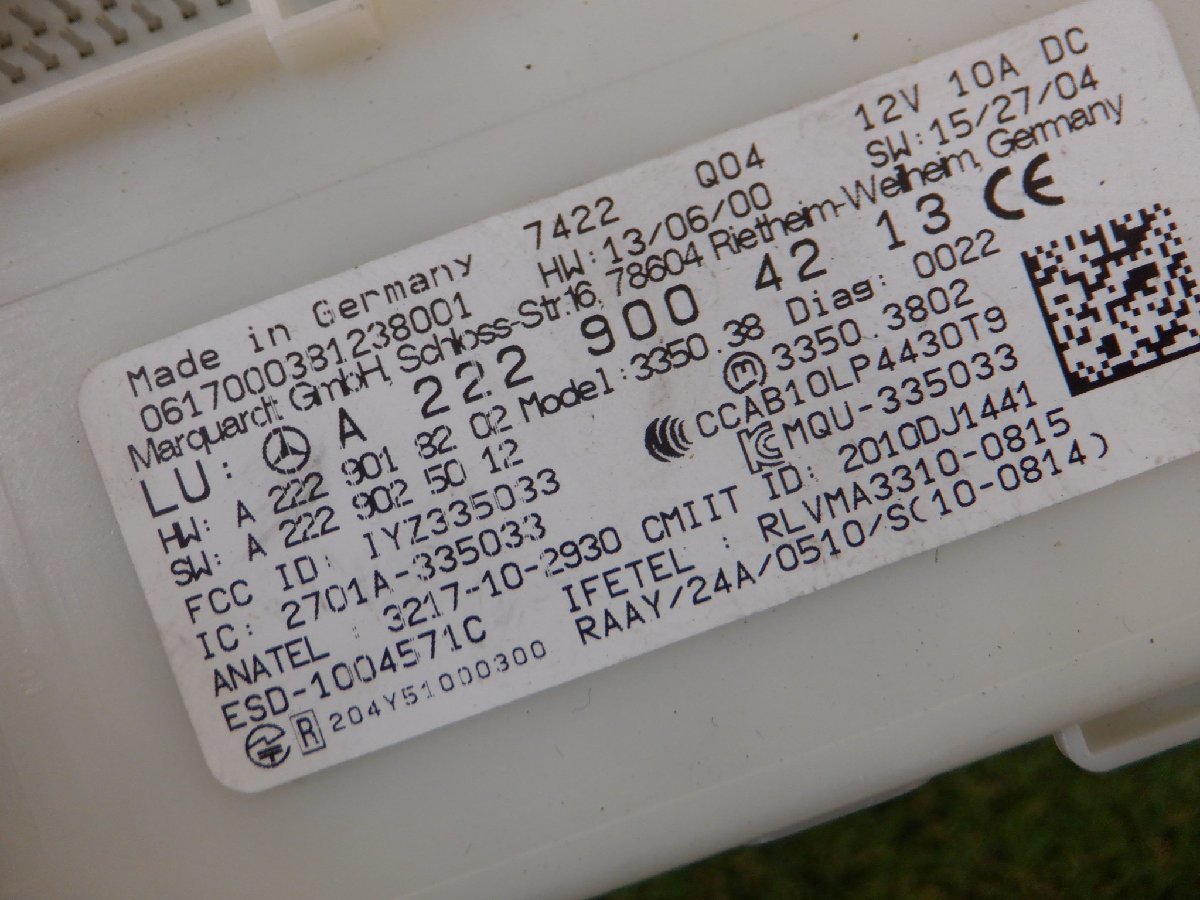 Made in Germany 7422 Q04 12V 10A DC
0617000381238001 HW:13/06/00 SW:15/27/04
Marquardt GmbH, Schloss-Str.16, 78604 Rietheim-Weilheim, Germany
LU: A 222 900 42 13 CE
HW: A 222 901 82 02 Model:3350.38 Diag: 0022
SW: A 222 902 50 12 3350.3802
FCC ID: IYZ335033 CCAB10LP4430T9
IC: 2701A-335033 MQU-335033
ANATEL : 3217-10-2930 CMIIT ID: 2010DJ1441
ESD-1004571C IFETEL : RLVMA3310-0815
R 204Y51000300 RAAY/24A/0510/S(10-0814)